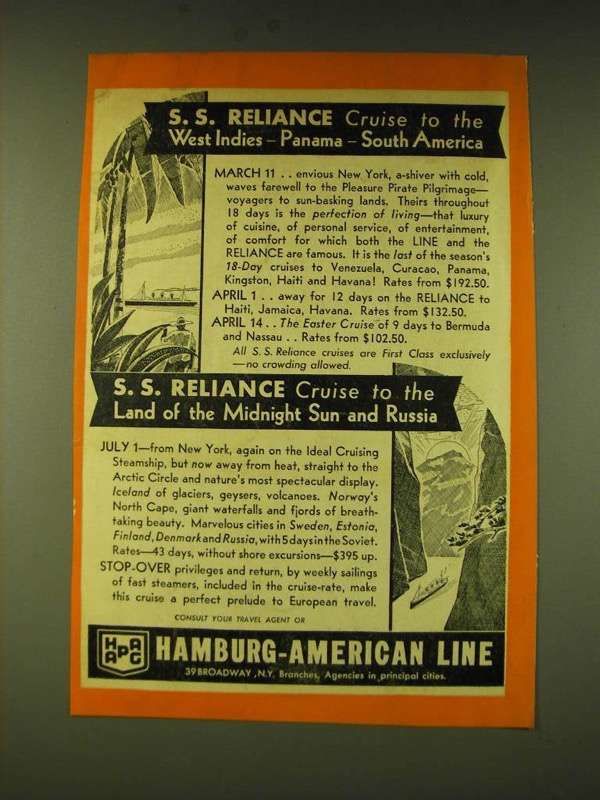 S. S. RELIANCE Cruise to the
West Indies – Panama – South America
MARCH 11 . . envious New York, a-shiver with cold,
waves farewell to the Pleasure Pirate Pilgrimage—
voyagers to sun-basking lands. Theirs throughout
18 days is the perfection of living—that luxury
of cuisine, of personal service, of entertainment,
of comfort for which both the LINE and the
RELIANCE are famous. It is the last of the season's
18-Day cruises to Venezuela, Curacao, Panama,
Kingston, Haiti and Havana! Rates from $192.50.
APRIL 1 . . away for 12 days on the RELIANCE to
Haiti, Jamaica, Havana. Rates from $132.50.
APRIL 14 . . The Easter Cruise of 9 days to Bermuda
and Nassau . . Rates from $102.50.
All S. S. Reliance cruises are First Class exclusively
—no crowding allowed.
S. S. RELIANCE Cruise to the
Land of the Midnight Sun and Russia
JULY 1—from New York, again on the Ideal Cruising
Steamship, but now away from heat, straight to the
Arctic Circle and nature's most spectacular display.
Iceland of glaciers, geysers, volcanoes. Norway's
North Cape, giant waterfalls and fjords of breath-
taking beauty. Marvelous cities in Sweden, Estonia,
Finland, Denmark and Russia, with 5 days in the Soviet.
Rates—43 days, without shore excursions—$395 up.
STOP-OVER privileges and return, by weekly sailings
of fast steamers, included in the cruise-rate, make
this cruise a perfect prelude to European travel.
CONSULT YOUR TRAVEL AGENT OR
HAPAG
HAMBURG-AMERICAN LINE
39 BROADWAY, N.Y. Branches, Agencies in principal cities.